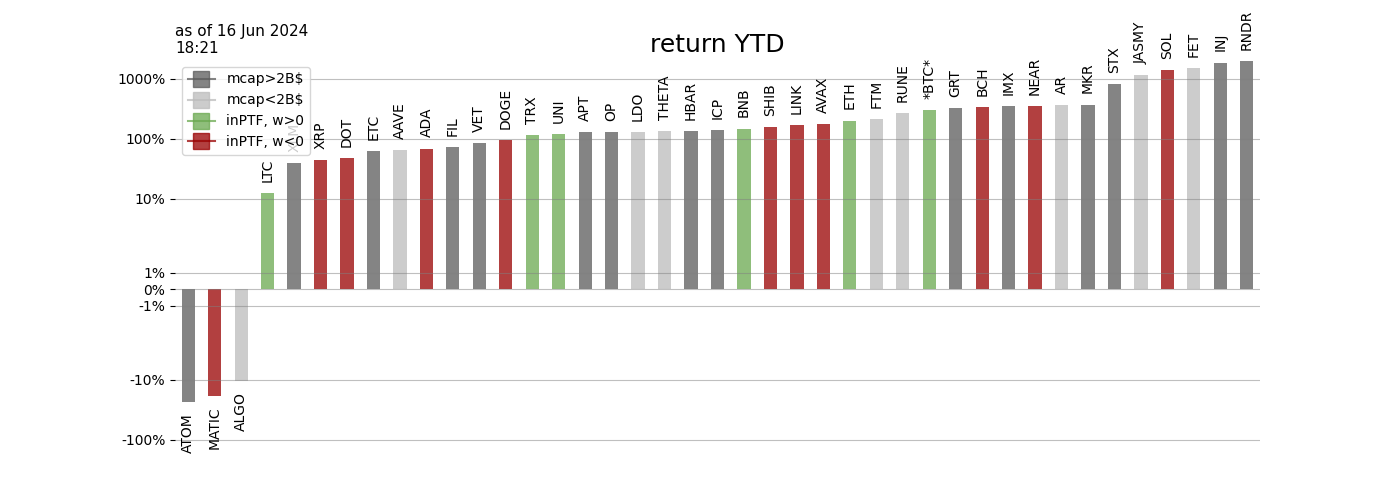 as of 16 Jun 2024
18:21
return YTD
mcap>2B$
mcap<2B$
inPTF, w>0
inPTF, w<0
1000%
100%
10%
1%
0%
-1%
-10%
-100%
ATOM
MATIC
ALGO
LTC
XRP
DOT
ETC
AAVE
ADA
FIL
VET
DOGE
TRX
UNI
APT
OP
LDO
THETA
HBAR
ICP
BNB
SHIB
LINK
AVAX
ETH
FTM
RUNE
*BTC*
GRT
BCH
IMX
NEAR
AR
MKR
STX
JASMY
SOL
FET
INJ
RNDR